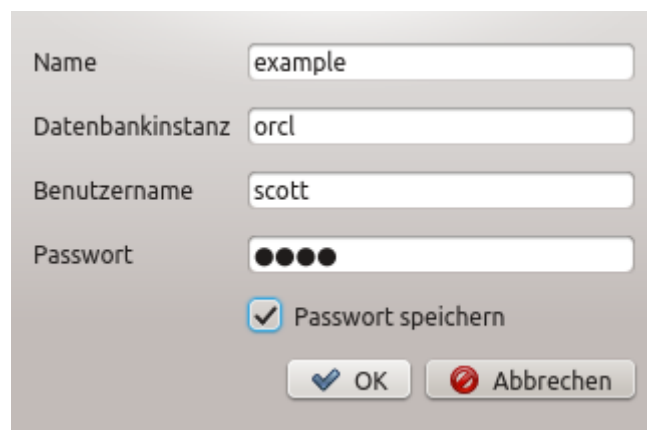 Name example
Datenbankinstanz orcl
Benutzername scott
Passwort ●●●●
Passwort speichern
OK Abbrechen